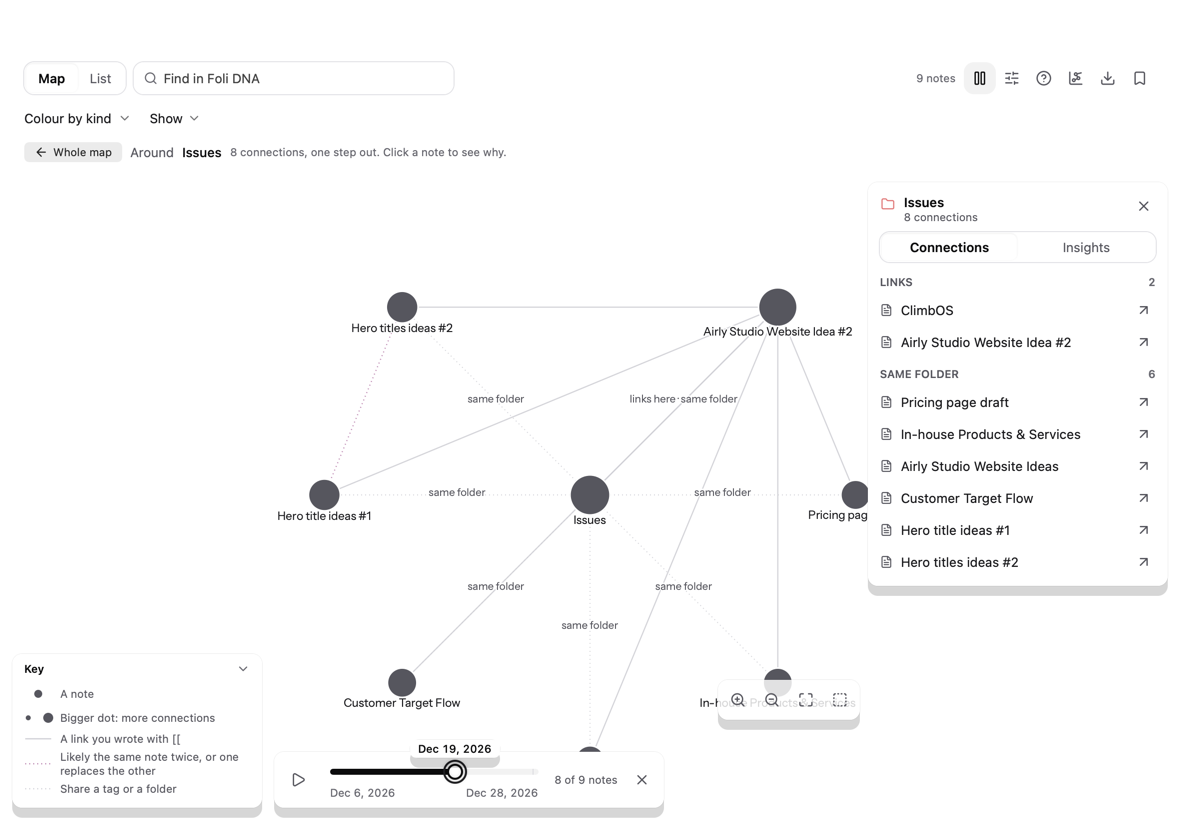 Map
List
Find in Foli DNA
9 notes
Colour by kind
Show
Whole map
Around Issues 8 connections, one step out. Click a note to see why.
Issues
8 connections
Connections
Insights
LINKS 2
ClimbOS
Airly Studio Website Idea #2
SAME FOLDER 6
Pricing page draft
In-house Products & Services
Airly Studio Website Ideas
Customer Target Flow
Hero title ideas #1
Hero titles ideas #2
Hero titles ideas #2
Airly Studio Website Idea #2
same folder
links here · same folder
same folder
same folder
Hero title ideas #1
Issues
Pricing pag
same folder
same folder
same folder
Customer Target Flow
In-house Products & Services
Key
A note
Bigger dot: more connections
A link you wrote with [[
Likely the same note twice, or one
replaces the other
Share a tag or a folder
Dec 19, 2026
8 of 9 notes
Dec 6, 2026
Dec 28, 2026